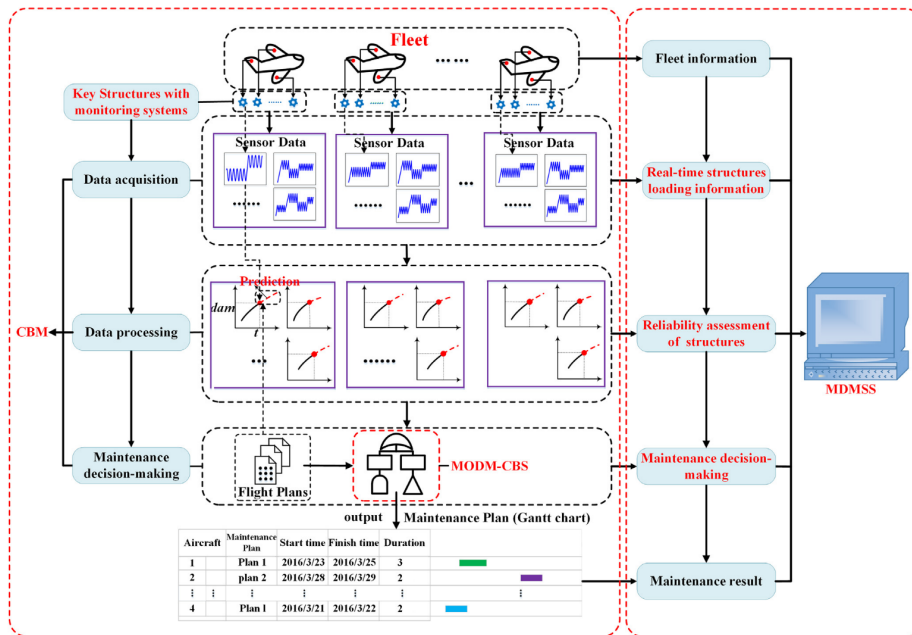 Fleet
Fleet information
Key Structures with
monitoring systems
Sensor Data
Sensor Data
Sensor Data
Data acquisition
Real-time structures
loading information
Prediction
dam
t
CBM
Data processing
Reliability assessment
of structures
MDMSS
Maintenance
decision-making
Flight Plans
MODM-CBS
Maintenance decision-
making
output
Maintenance Plan (Gantt chart)
Aircraft Maintenance Plan Start time Finish time Duration
1 Plan 1 2016/3/23 2016/3/25 3
2 plan 2 2016/3/28 2016/3/29 2
4 Plan 1 2016/3/21 2016/3/22 2
Maintenance result